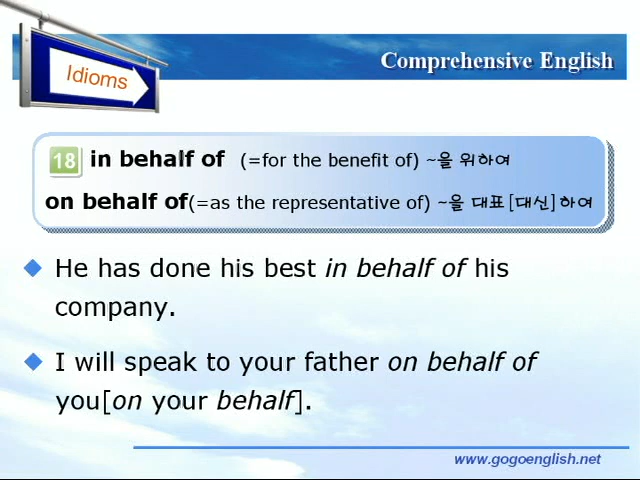 Idioms
Comprehensive English
18 in behalf of (=for the benefit of) ~을 위하여
on behalf of(=as the representative of) ~을 대표[대신]하여
He has done his best in behalf of his
company.
I will speak to your father on behalf of
you[on your behalf].
www.gogoenglish.net